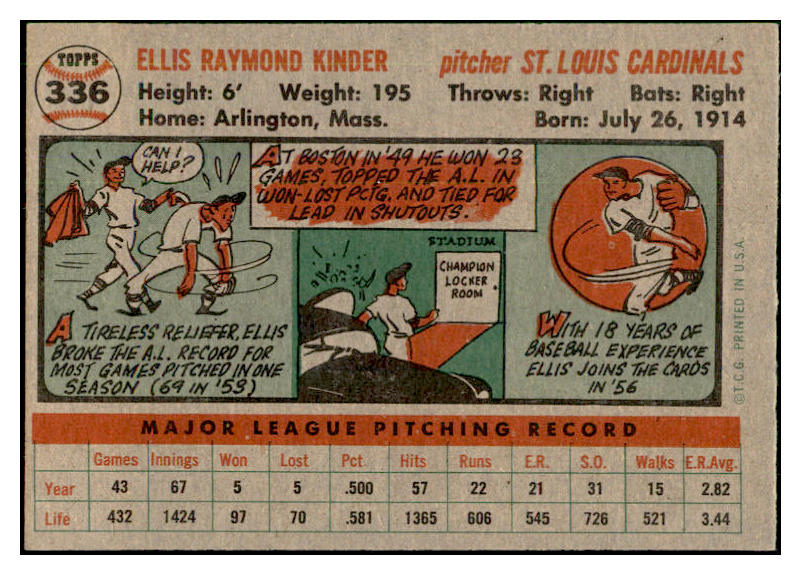 TOPPS
336
ELLIS RAYMOND KINDER
pitcher ST. LOUIS CARDINALS
Height: 6' Weight: 195 Throws: Right Bats: Right
Home: Arlington, Mass. Born: July 26, 1914
CAN I
HELP?
AT BOSTON IN '49 HE WON 23
GAMES, TOPPED THE A.L. IN
WON-LOST PCTG. AND TIED FOR
LEAD IN SHUTOUTS.
STADIUM
CHAMPION
LOCKER
ROOM
A TIRELESS RELIEFER, ELLIS
BROKE THE A.L. RECORD FOR
MOST GAMES PITCHED IN ONE
SEASON (69 IN '53)
WITH 18 YEARS OF
BASEBALL EXPERIENCE
ELLIS JOINS THE CARDS
IN '56
©T.C.G. PRINTED IN U.S.A.
MAJOR LEAGUE PITCHING RECORD
Games Innings Won Lost Pct Hits Runs E.R. S.O. Walks E.R.Avg.
Year 43 67 5 5 .500 57 22 21 31 15 2.82
Life 432 1424 97 70 .581 1365 606 545 726 521 3.44